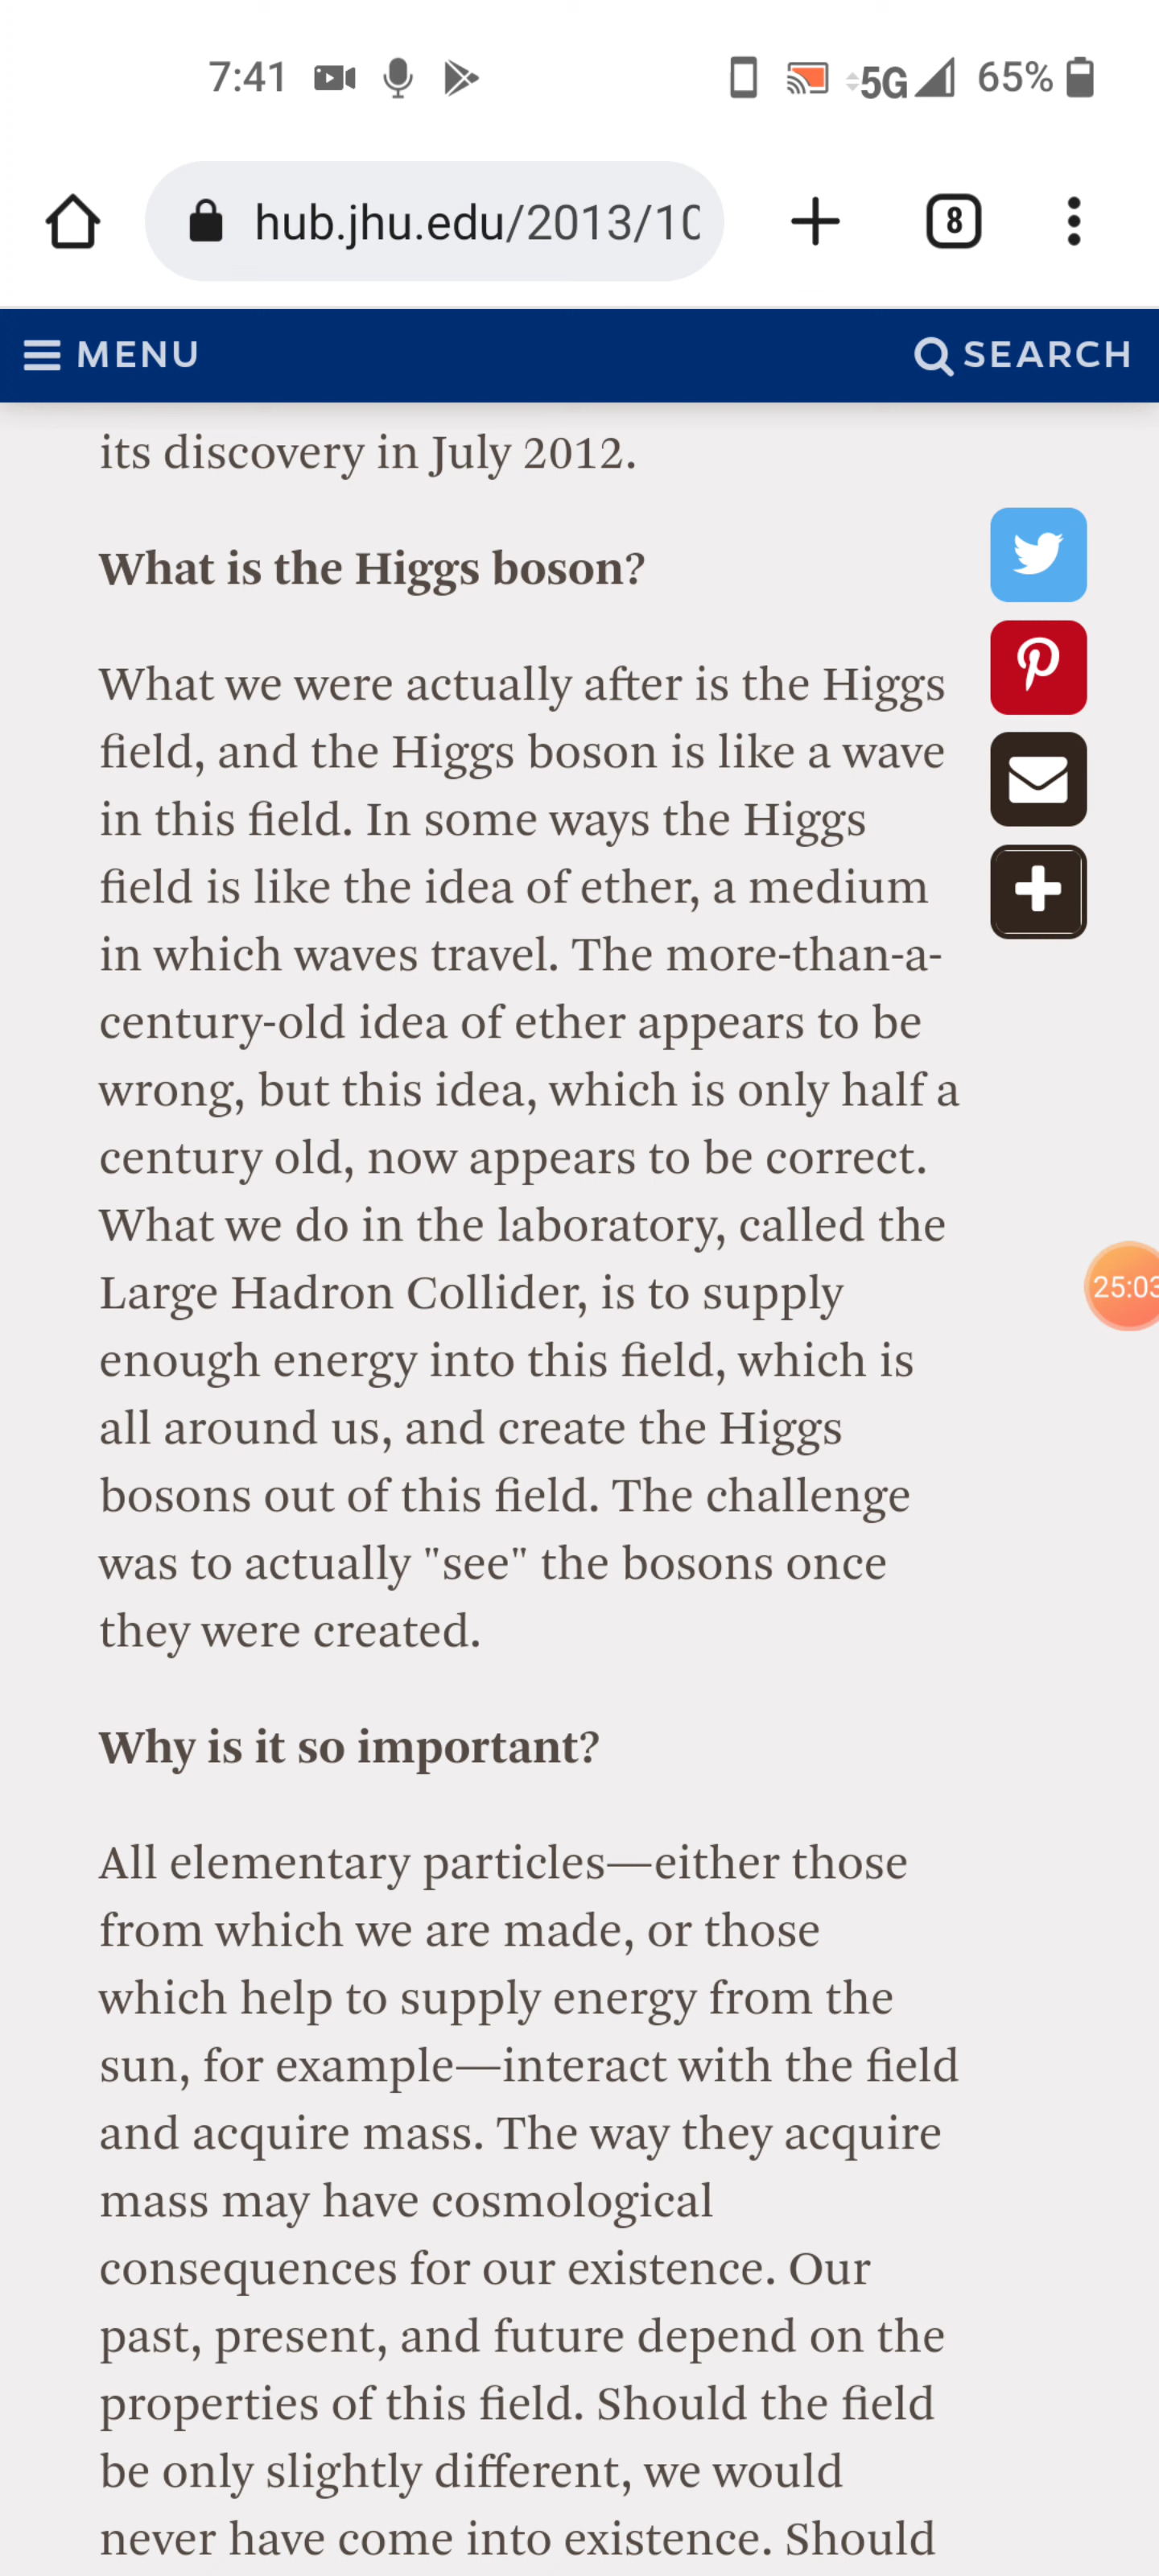 7:41 5G 65%
hub.jhu.edu/2013/10 8
MENU SEARCH
its discovery in July 2012.
What is the Higgs boson?
What we were actually after is the Higgs
field, and the Higgs boson is like a wave
in this field. In some ways the Higgs
field is like the idea of ether, a medium
in which waves travel. The more-than-a-
century-old idea of ether appears to be
wrong, but this idea, which is only half a
century old, now appears to be correct.
What we do in the laboratory, called the
Large Hadron Collider, is to supply
25:03
enough energy into this field, which is
all around us, and create the Higgs
bosons out of this field. The challenge
was to actually "see" the bosons once
they were created.
Why is it so important?
All elementary particles—either those
from which we are made, or those
which help to supply energy from the
sun, for example—interact with the field
and acquire mass. The way they acquire
mass may have cosmological
consequences for our existence. Our
past, present, and future depend on the
properties of this field. Should the field
be only slightly different, we would
never have come into existence. Should